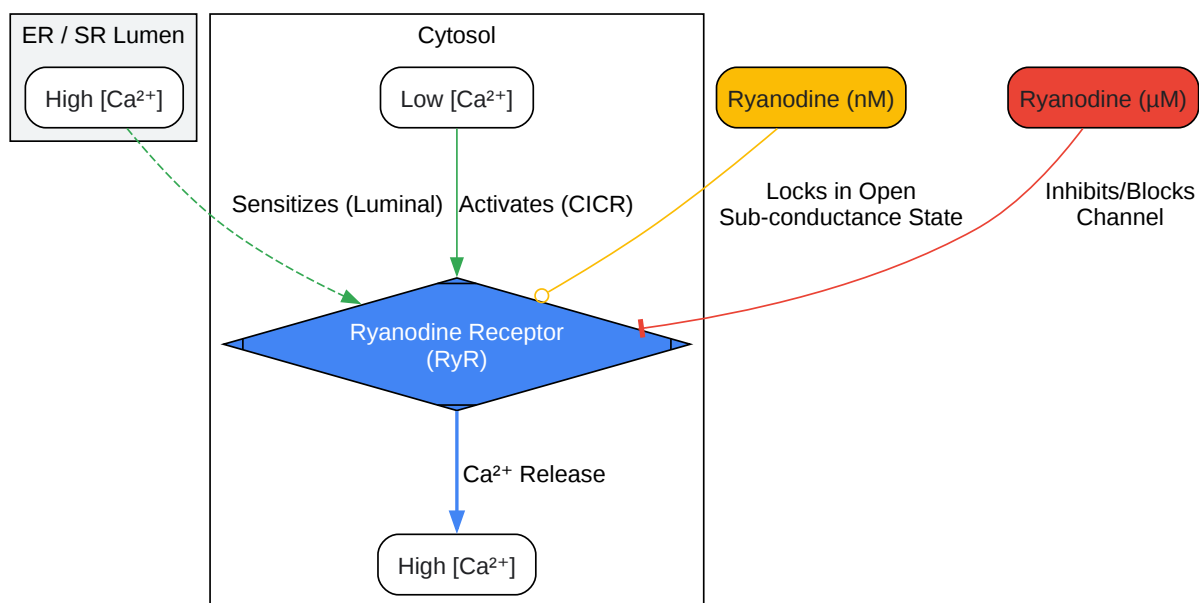 ER / SR Lumen
Cytosol
High [Ca²⁺]
Low [Ca²⁺]
Ryanodine (nM)
Ryanodine (µM)
Sensitizes (Luminal)
Activates (CICR)
Locks in Open
Sub-conductance State
Inhibits/Blocks
Channel
Ryanodine Receptor
(RyR)
Ca²⁺ Release
High [Ca²⁺]